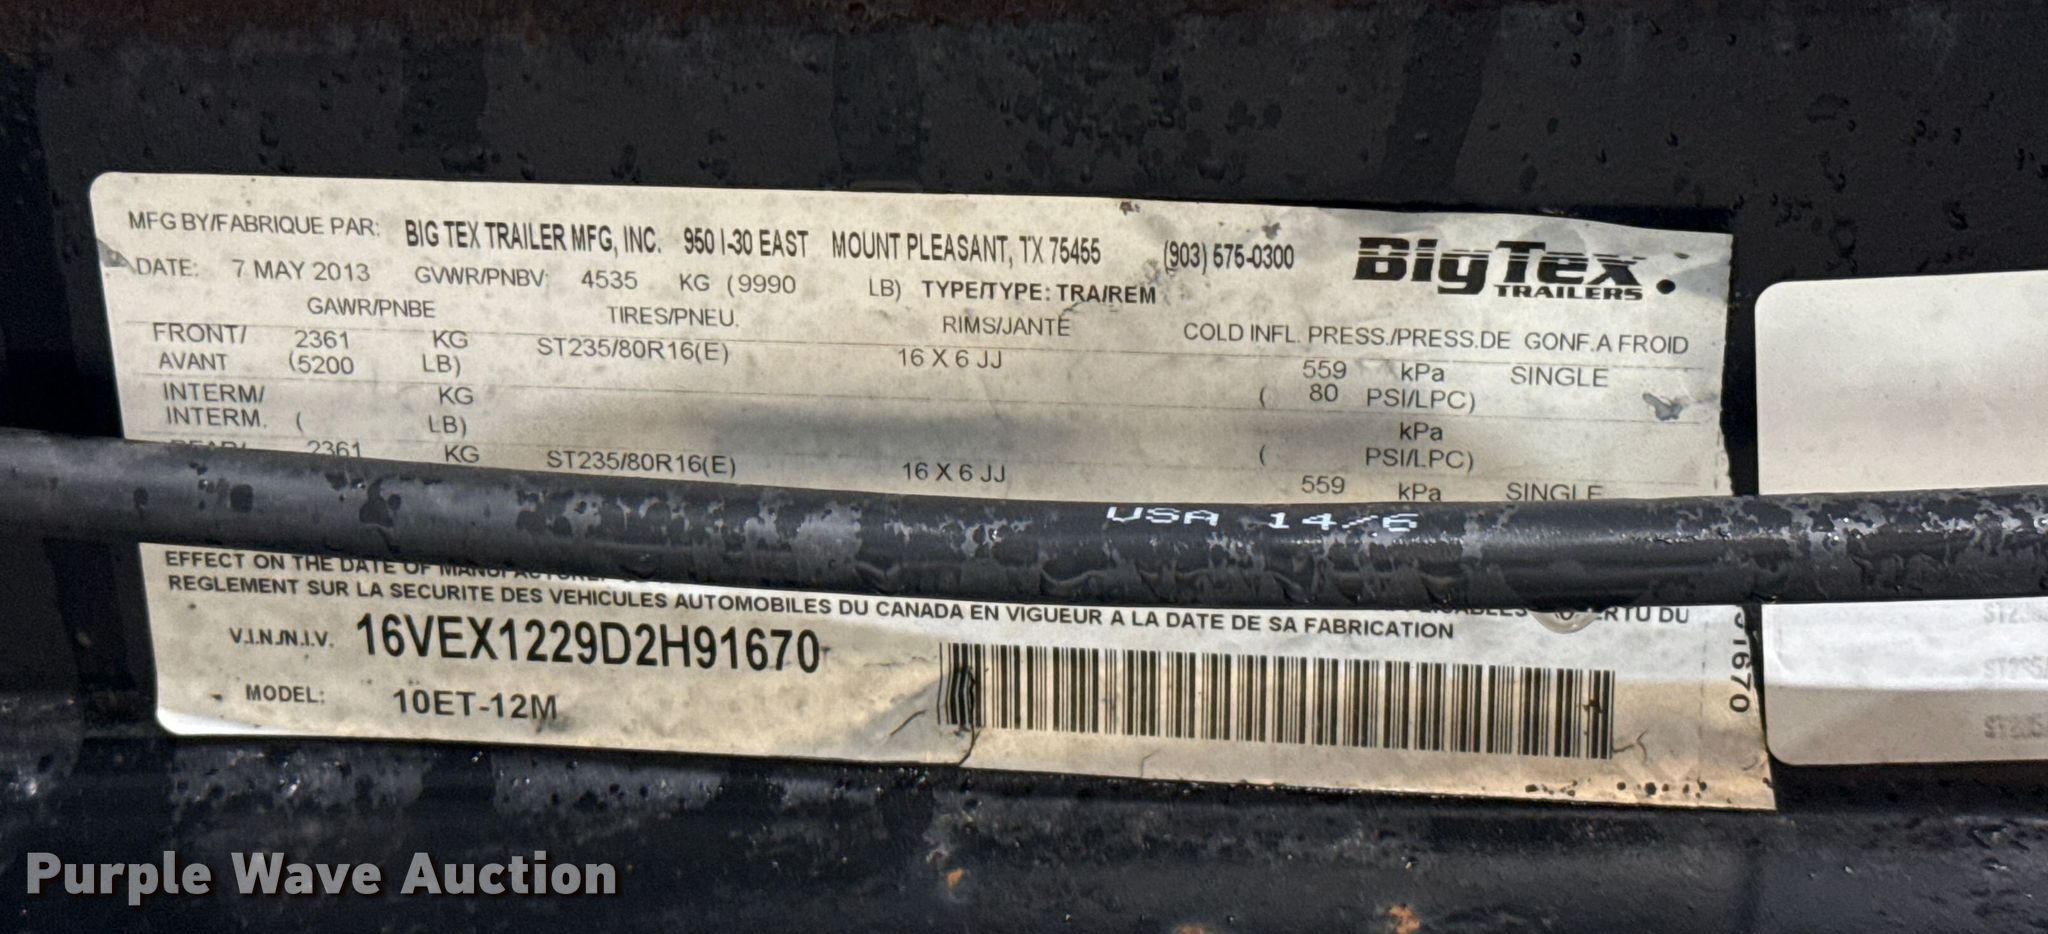 MFG BY/FABRIQUE PAR: BIG TEX TRAILER MFG, INC. 950 I-30 EAST MOUNT PLEASANT, TX 75455 (903) 575-0300 BigTex TRAILERS
DATE: 7 MAY 2013 GVWR/PNBV: 4535 KG (9990 LB) TYPE/TYPE: TRA/REM
GAWR/PNBE TIRES/PNEU. RIMS/JANTE COLD INFL. PRESS./PRESS.DE GONF.A FROID
FRONT/ 2361 KG ST235/80R16(E) 16 X 6 JJ 559 kPa SINGLE
AVANT (5200 LB) ( 80 PSI/LPC)
INTERM/ KG kPa
INTERM. ( LB) ( PSI/LPC)
REAR/ 2361 KG ST235/80R16(E) 16 X 6 JJ 559 kPa SINGLE
USA 14/6
EFFECT ON THE DATE OF MANUFACTURE.
REGLEMENT SUR LA SECURITE DES VEHICULES AUTOMOBILES DU CANADA EN VIGUEUR A LA DATE DE SA FABRICATION
DU
V.I.N./N.I.V. 16VEX1229D2H91670
MODEL: 10ET-12M
91670
Purple Wave Auction